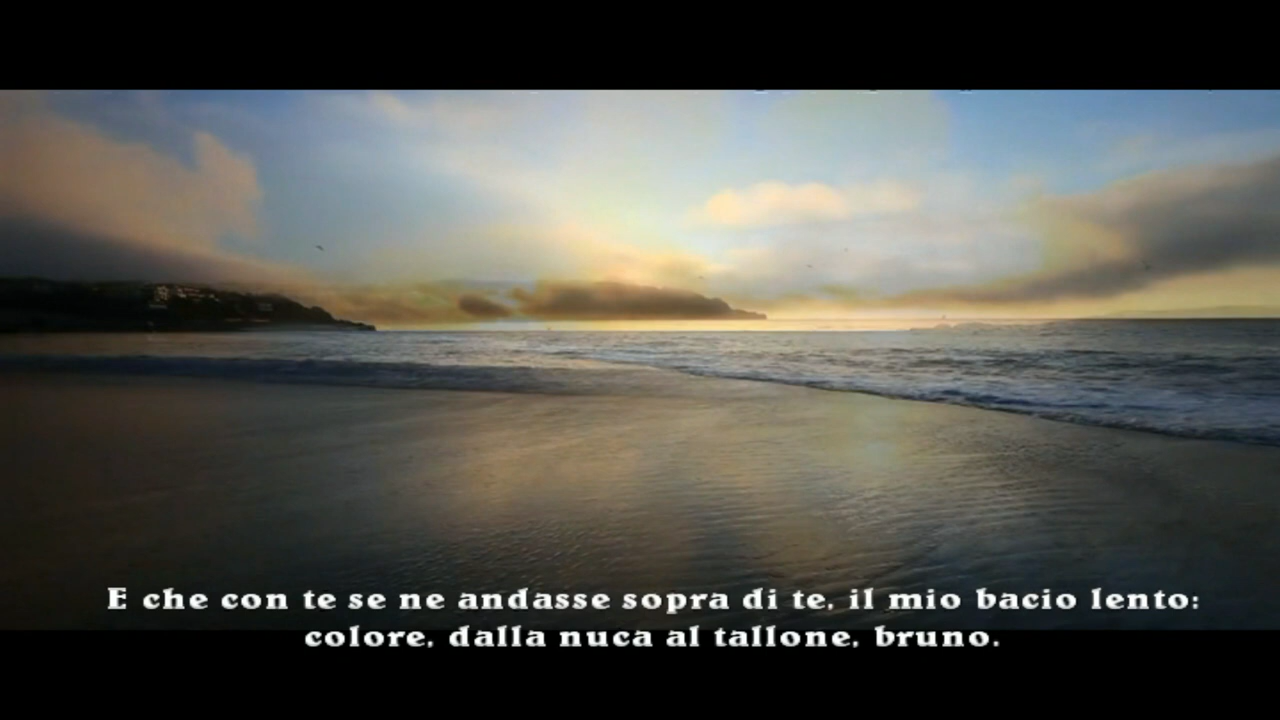 E che con te se ne andasse sopra di te, il mio bacio lento:
colore, dalla nuca al tallone, bruno.